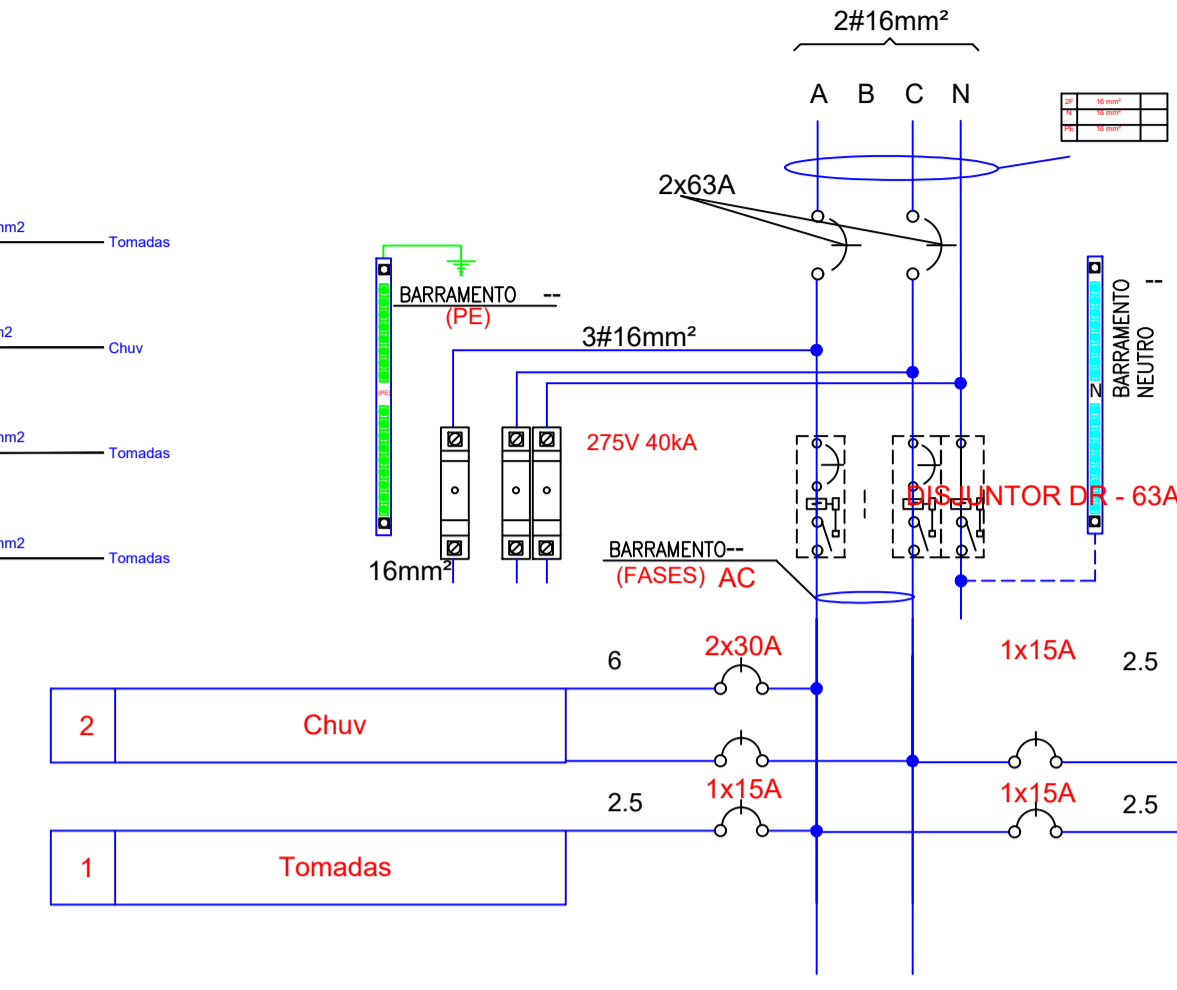 2#16mm²
A B C N
2F 16 mm²
N 16 mm²
PE 16 mm²
2x63A
mm2
Tomadas
BARRAMENTO --
(PE)
BARRAMENTO --
NEUTRO
3#16mm²
m2
Chuv
(PE)
N
275V 40kA
mm2
Tomadas
DISJUNTOR DR - 63A
mm2
Tomadas
16mm²
BARRAMENTO--
(FASES) AC
6
2x30A
1x15A
2.5
2
Chuv
2.5
1x15A
1x15A
2.5
1
Tomadas